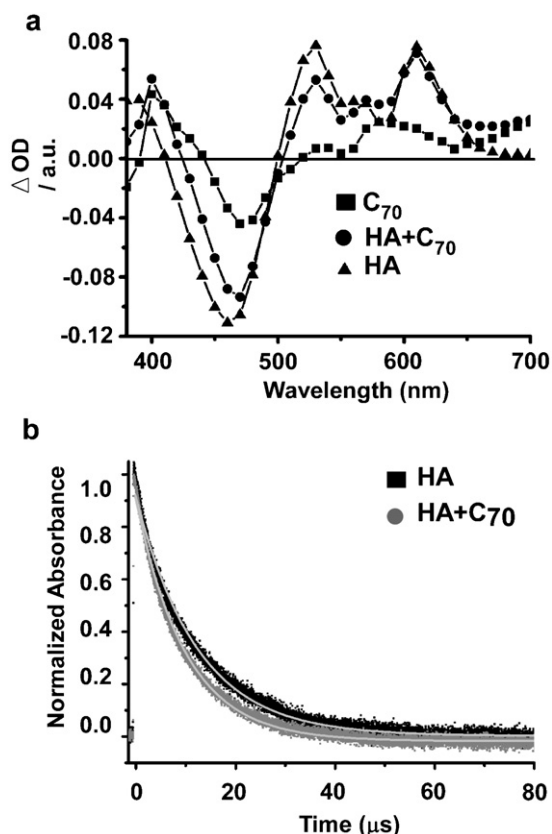 a
0.08
0.04
0.00
-0.04
-0.08
-0.12
△ OD
/ a.u.
C70
HA+C70
HA
400 500 600 700
Wavelength (nm)
b
1.0
0.8
0.6
0.4
0.2
0.0
Normalized Absorbance
HA
HA+C70
0 20 40 60 80
Time (μs)